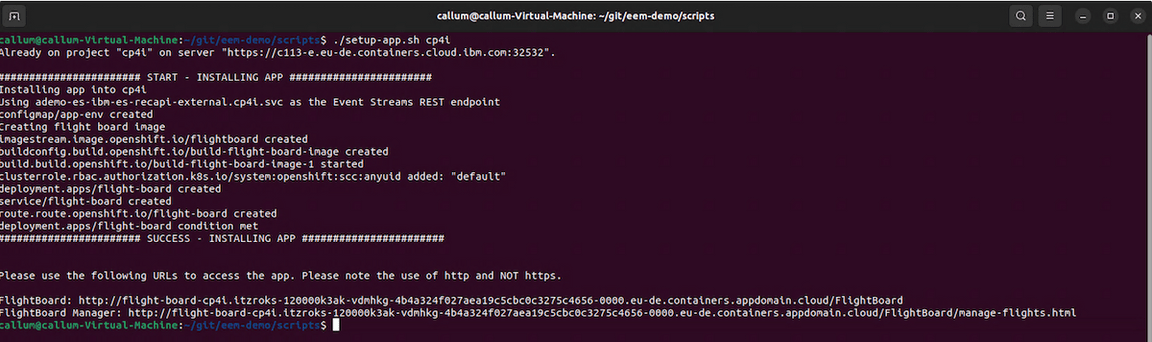 callum@callum-Virtual-Machine: ~/git/eem-demo/scripts
callum@callum-Virtual-Machine:~/git/eem-demo/scripts$ ./setup-app.sh cp4i
Already on project "cp4i" on server "https://c113-e.eu-de.containers.cloud.ibm.com:32532".
####################### START - INSTALLING APP #######################
Installing app into cp4i
Using ademo-es-ibm-es-recapi-external.cp4i.svc as the Event Streams REST endpoint
configmap/app-env created
Creating flight board image
imagestream.image.openshift.io/flightboard created
buildconfig.build.openshift.io/build-flight-board-image created
build.build.openshift.io/build-flight-board-image-1 started
clusterrole.rbac.authorization.k8s.io/system:openshift:scc:anyuid added: "default"
deployment.apps/flight-board created
service/flight-board created
route.route.openshift.io/flight-board created
deployment.apps/flight-board condition met
####################### SUCCESS - INSTALLING APP #######################
Please use the following URLs to access the app. Please note the use of http and NOT https.
FlightBoard: http://flight-board-cp4i.itzroks-120000k3ak-vdmhkg-4b4a324f027aea19c5cbc0c3275c4656-0000.eu-de.containers.appdomain.cloud/FlightBoard
FlightBoard Manager: http://flight-board-cp4i.itzroks-120000k3ak-vdmhkg-4b4a324f027aea19c5cbc0c3275c4656-0000.eu-de.containers.appdomain.cloud/FlightBoard/manage-flights.html
callum@callum-Virtual-Machine:~/git/eem-demo/scripts$